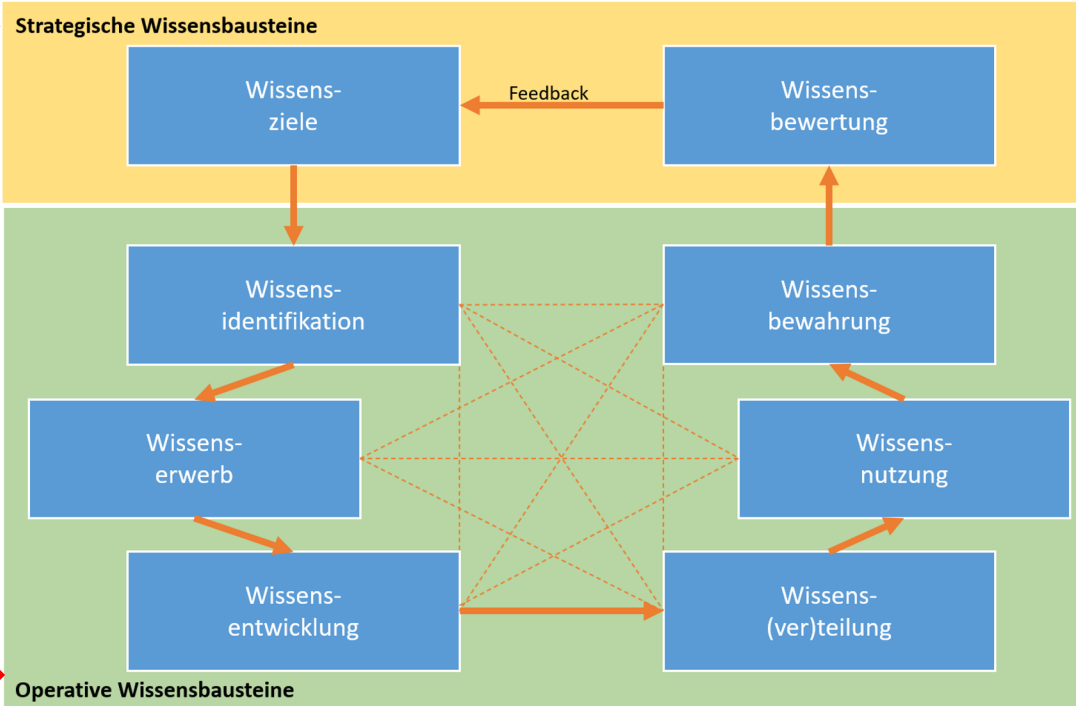 Strategische Wissensbausteine
Wissens-
ziele
Feedback
Wissens-
bewertung
Wissens-
identifikation
Wissens-
bewahrung
Wissens-
erwerb
Wissens-
nutzung
Wissens-
entwicklung
Wissens-
(ver)teilung
Operative Wissensbausteine